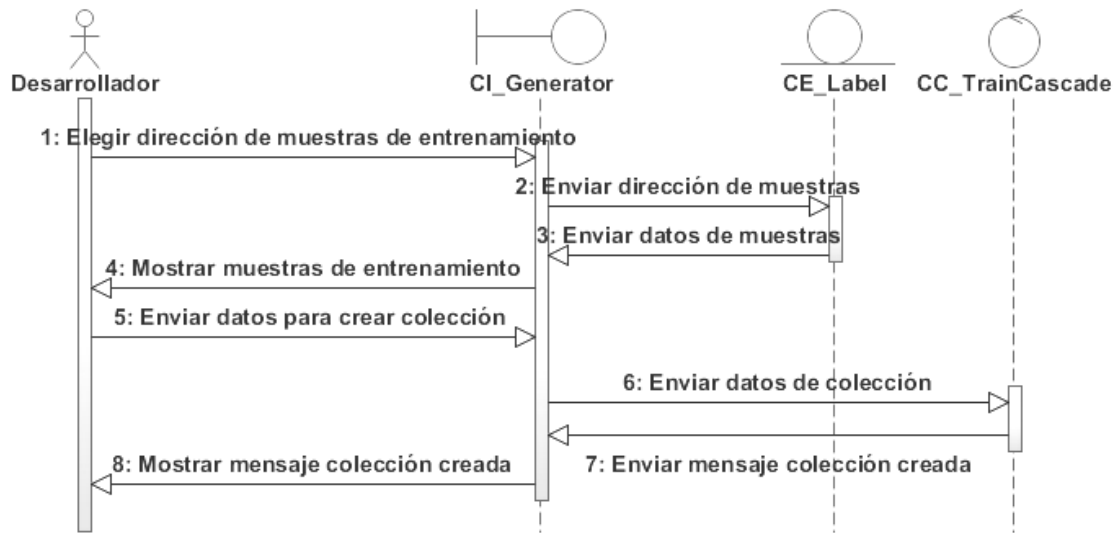 Desarrollador
CI_Generator
CE_Label
CC_TrainCascade
1: Elegir dirección de muestras de entrenamiento
2: Enviar dirección de muestras
3: Enviar datos de muestras
4: Mostrar muestras de entrenamiento
5: Enviar datos para crear colección
6: Enviar datos de colección
7: Enviar mensaje colección creada
8: Mostrar mensaje colección creada